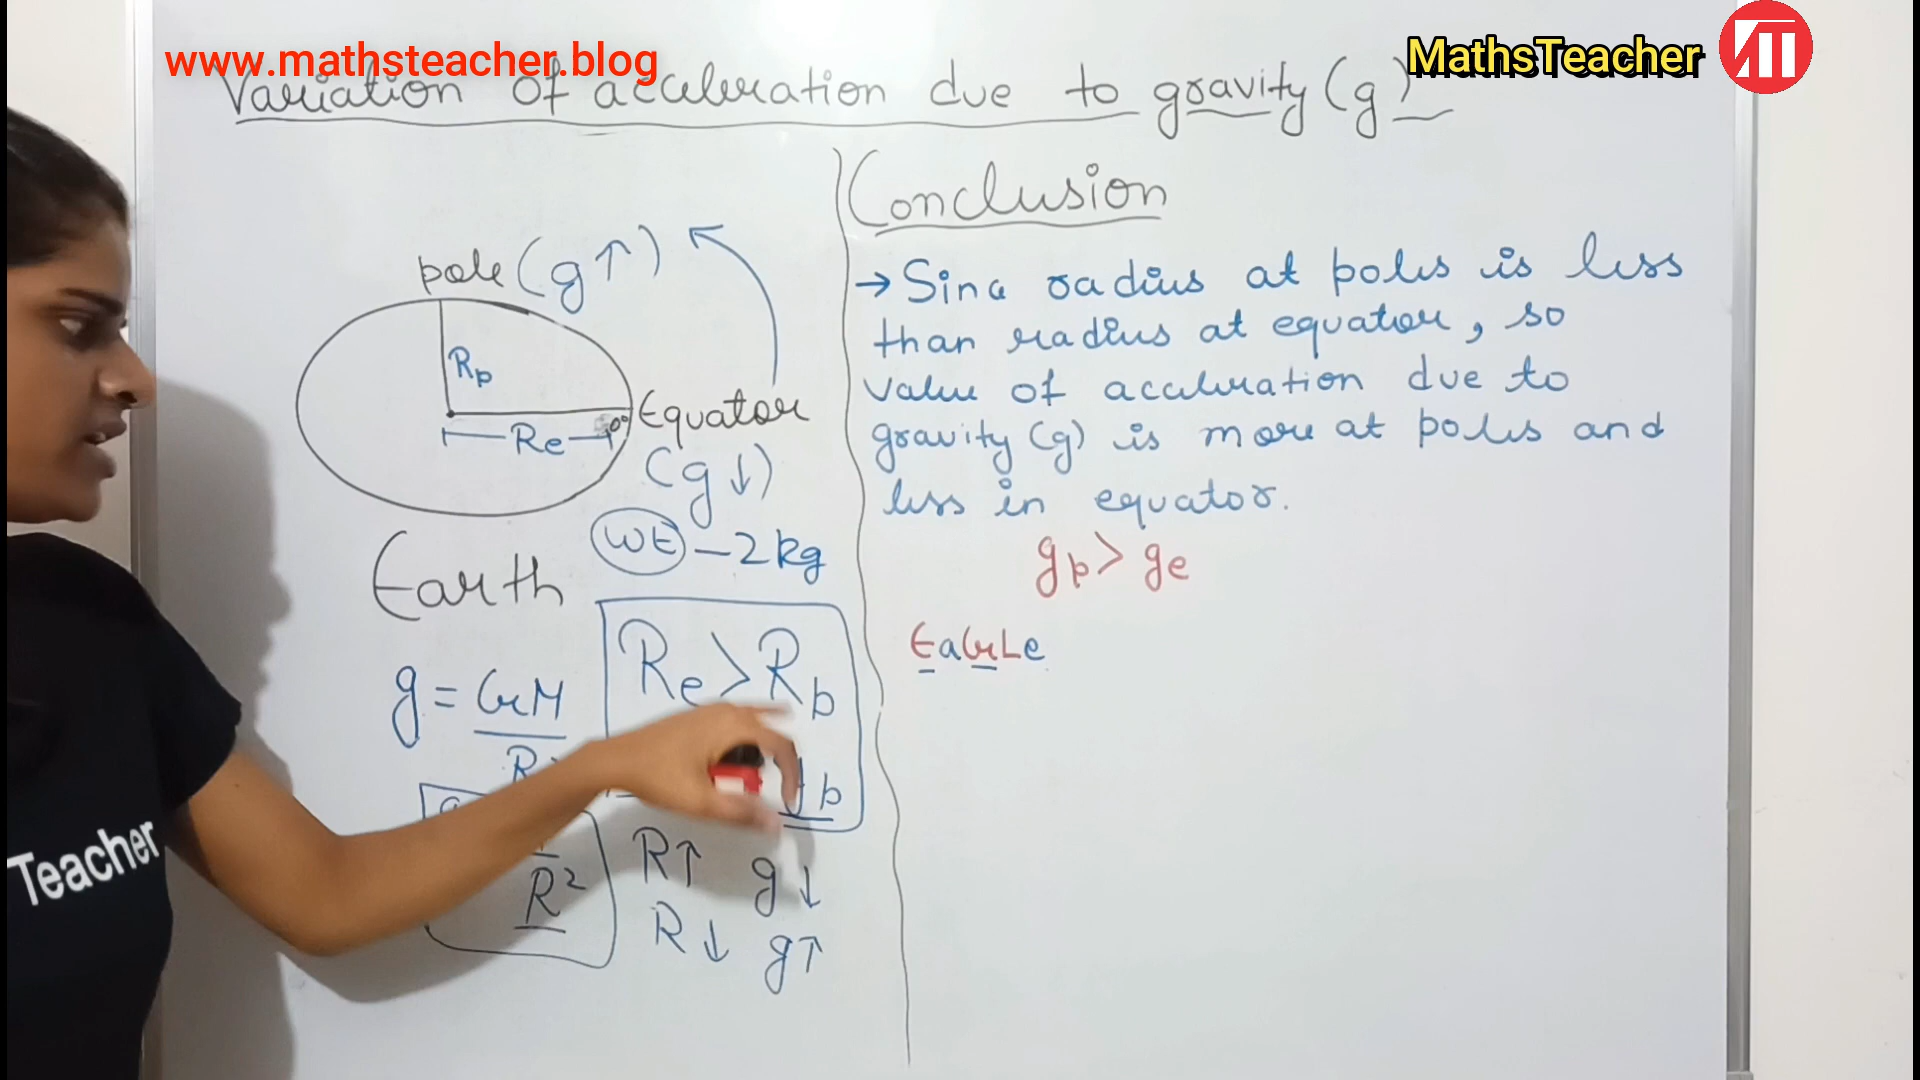 www.mathsteacher.blog
MathsTeacher
Variation of acceleration due to gravity (g)
pole (g↑)
Rp
Re
0°
Equator
(g↓)
Wt - 2kg
Earth
Re > Rp
g = GM
R
p
R²
R↑ g↓
R↓ g↑
Conclusion
→ Since radius at poles is less
than radius at equator, so
value of acceleration due to
gravity (g) is more at poles and
less in equator.
gp > ge
EaGLe
Teacher